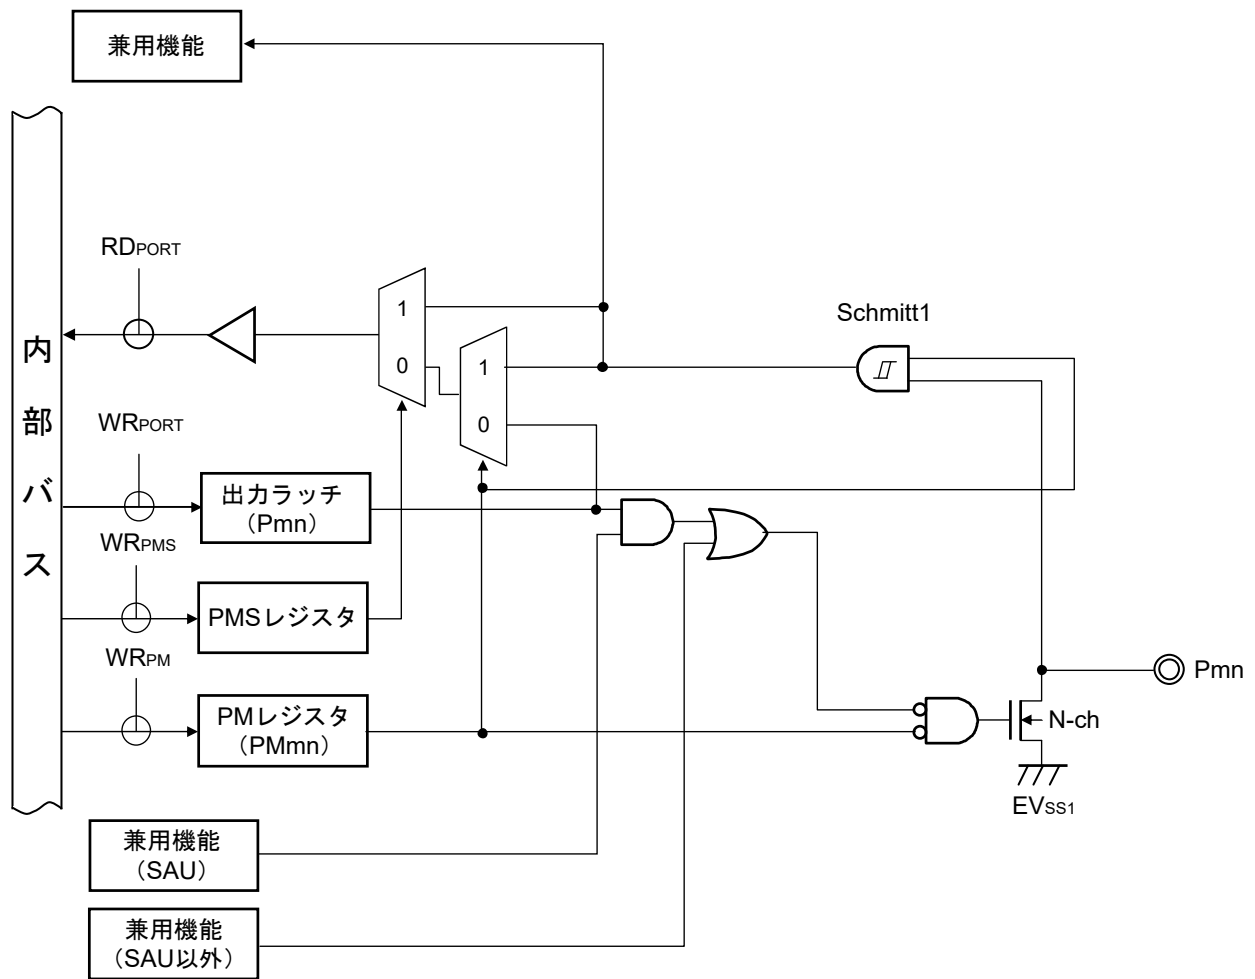 兼用機能
内部バス
RDPORT
1
0
1
0
Schmitt1
WRPORT
出力ラッチ
（Pmn）
WRPMS
PMSレジスタ
WRPM
PMレジスタ
（PMmn）
Pmn
N-ch
EVSS1
兼用機能
（SAU）
兼用機能
（SAU以外）